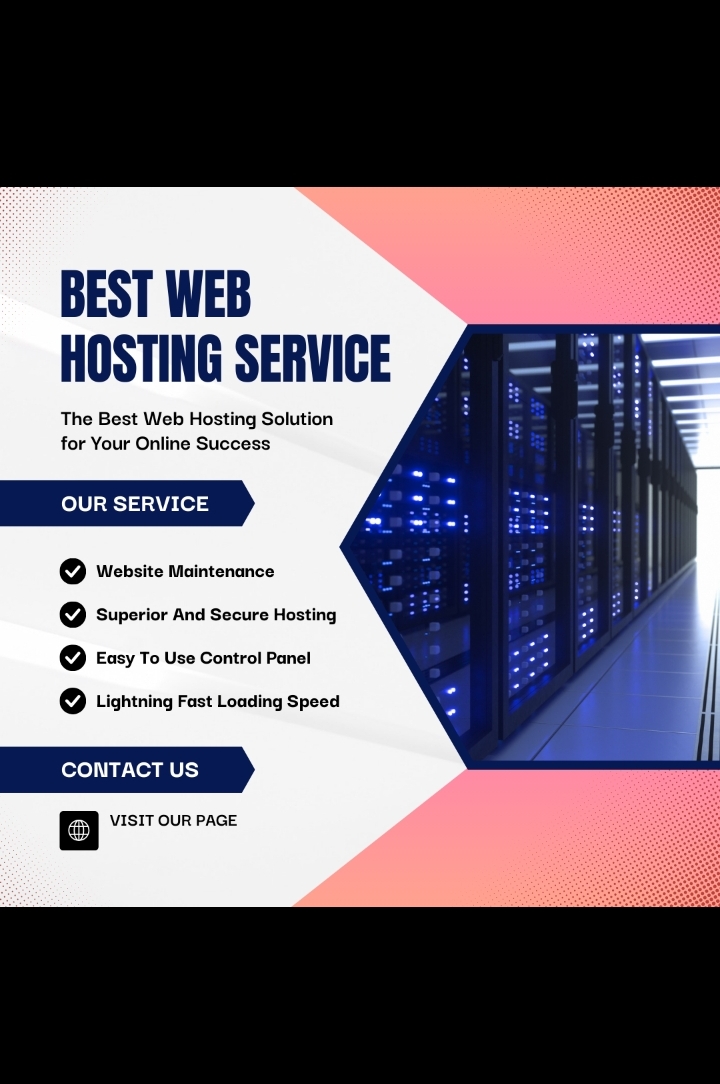 BEST WEB
HOSTING SERVICE
The Best Web Hosting Solution
for Your Online Success
OUR SERVICE
Website Maintenance
Superior And Secure Hosting
Easy To Use Control Panel
Lightning Fast Loading Speed
CONTACT US
VISIT OUR PAGE